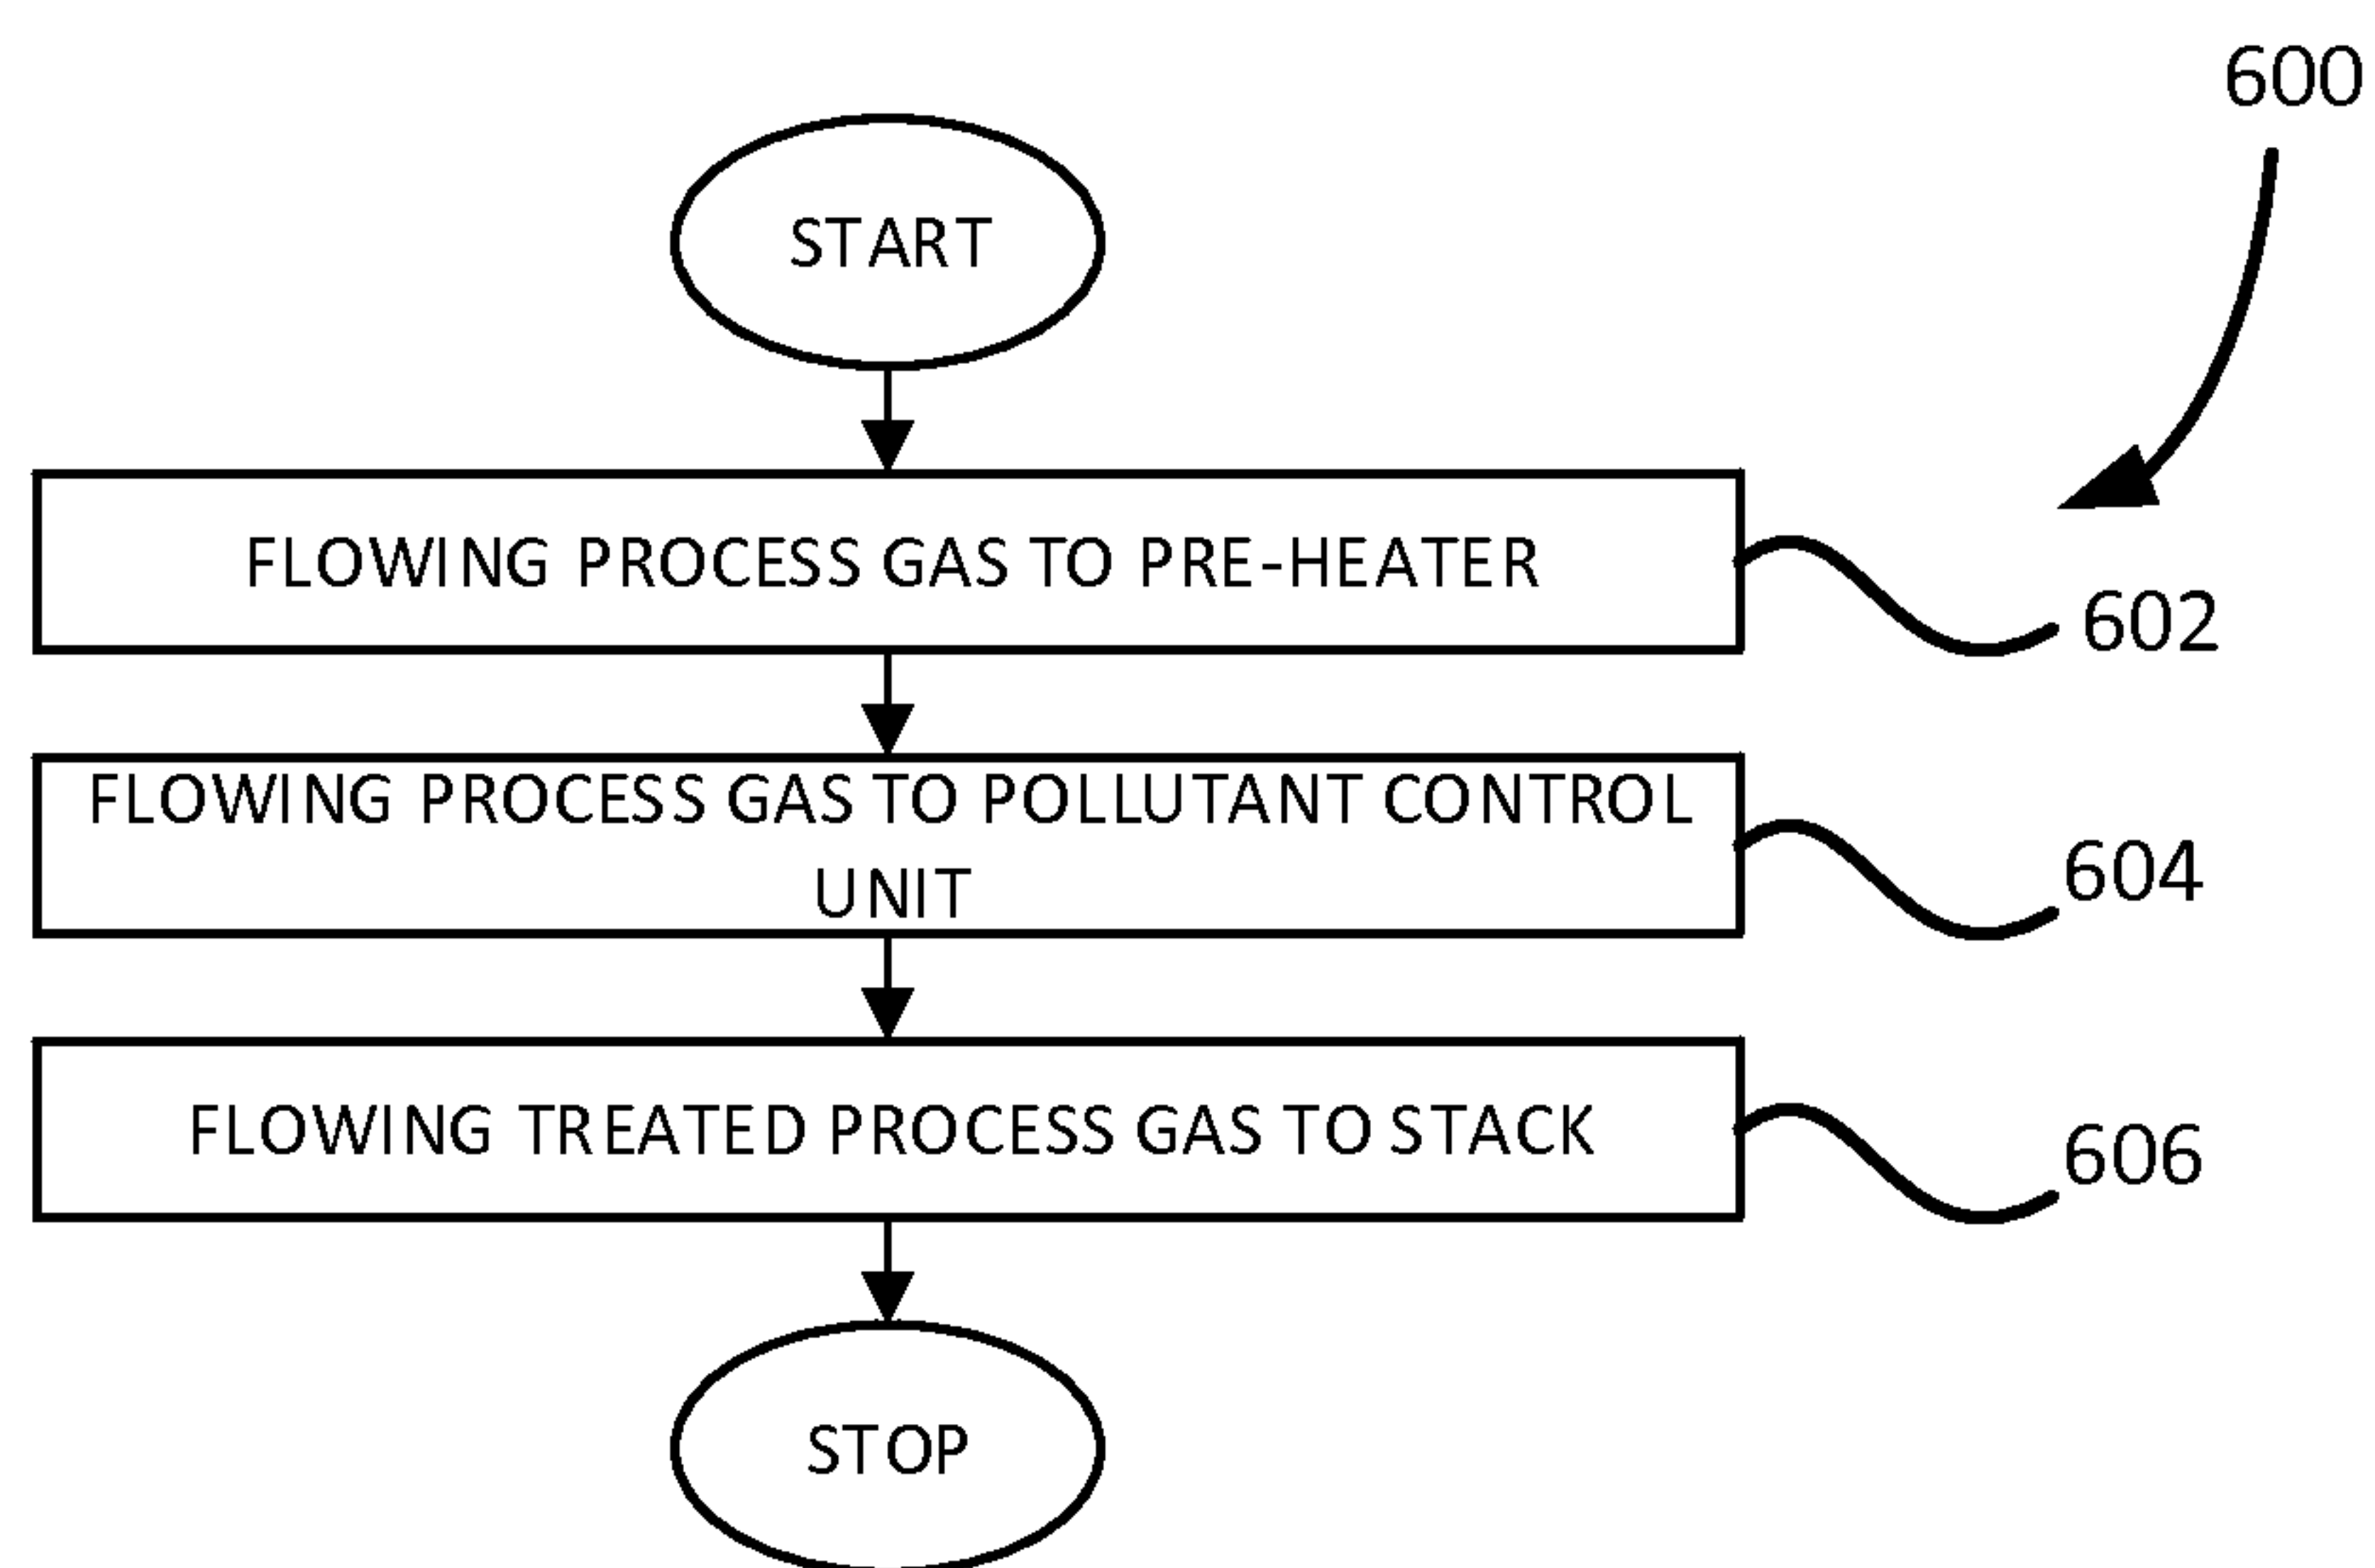 600
START
FLOWING PROCESS GAS TO PRE-HEATER
602
FLOWING PROCESS GAS TO POLLUTANT CONTROL
UNIT
604
FLOWING TREATED PROCESS GAS TO STACK
606
STOP